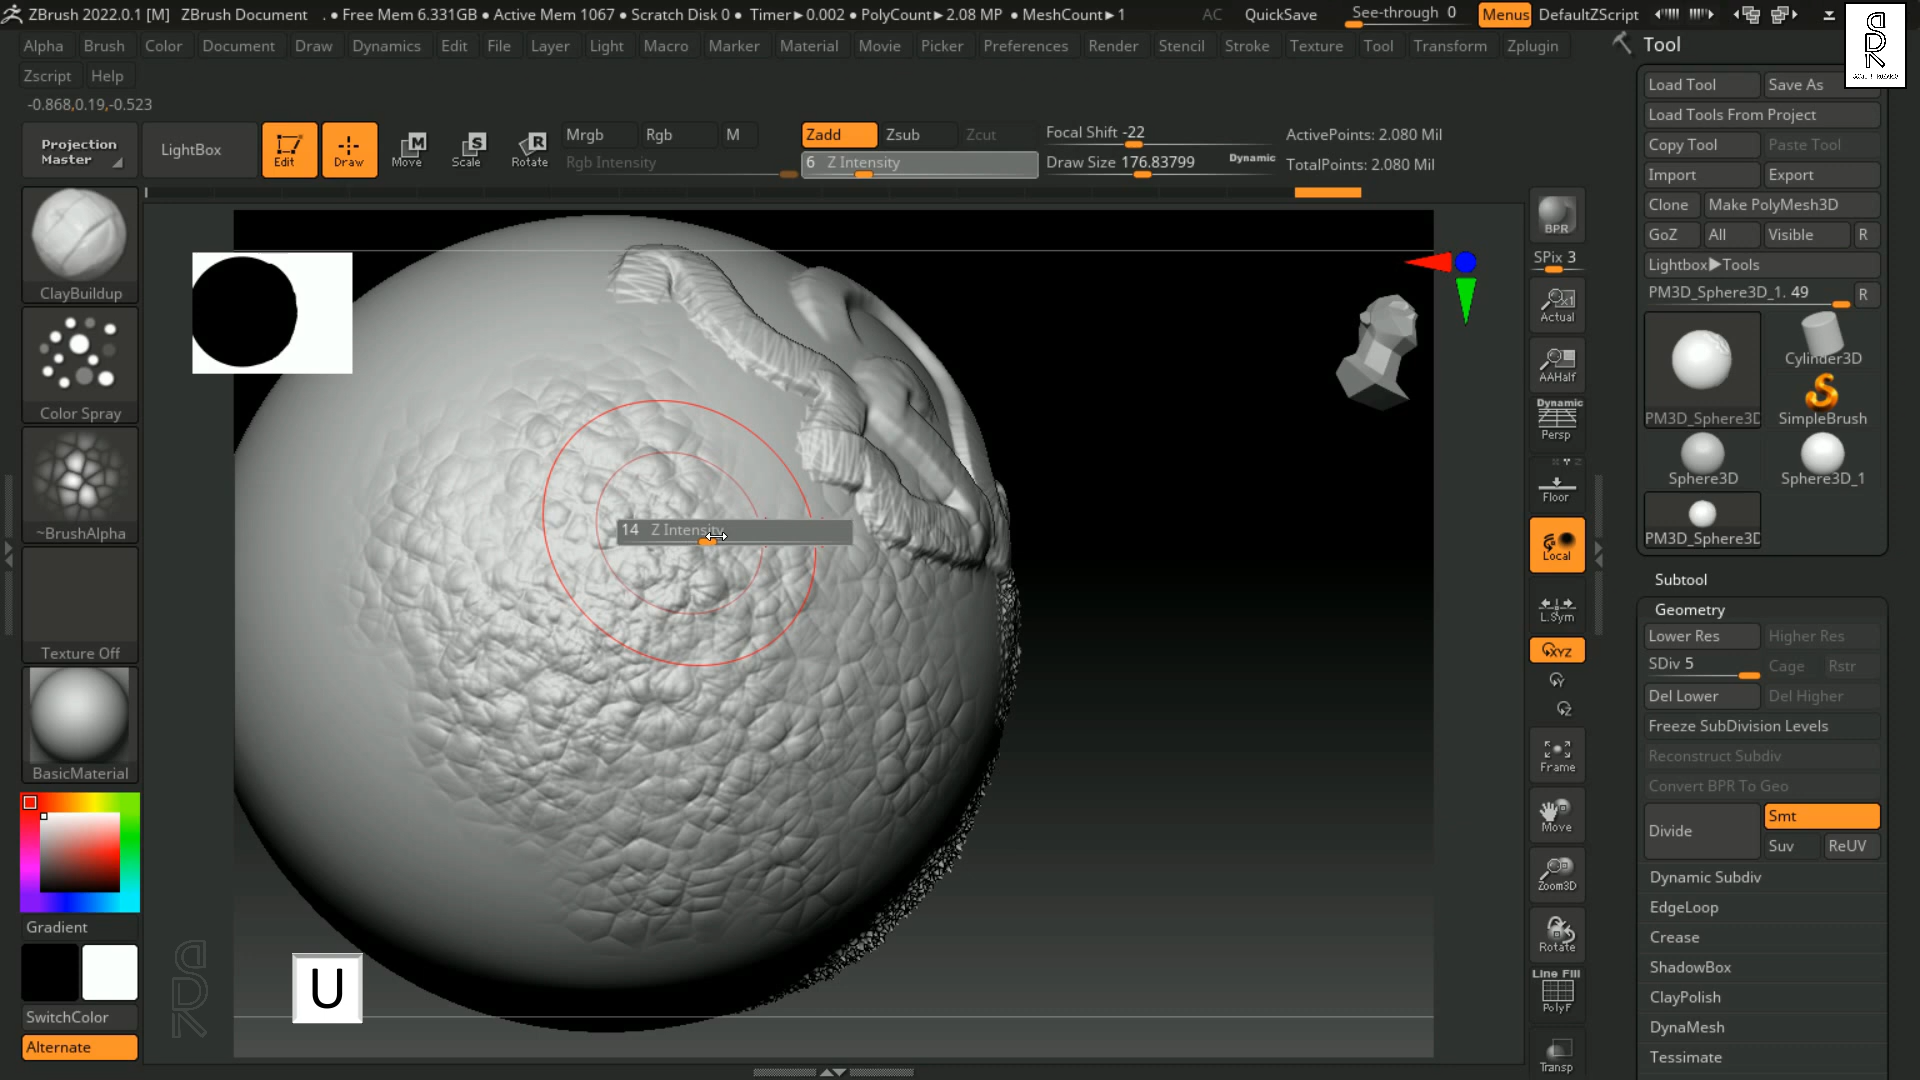 ZBrush 2022.0.1 [M] ZBrush Document . • Free Mem 6.331GB • Active Mem 1067 • Scratch Disk 0 • Timer▶0.002 • PolyCount▶2.08 MP • MeshCount▶1 AC QuickSave See-through 0 Menus DefaultZScript
Alpha Brush Color Document Draw Dynamics Edit File Layer Light Macro Marker Material Movie Picker Preferences Render Stencil Stroke Texture Tool Transform Zplugin
Zscript Help
-0.868,0.19,-0.523
Projection Master
LightBox
Edit
Draw
Move
Scale
Rotate
Mrgb Rgb M
Rgb Intensity
Zadd Zsub Zcut
6 Z Intensity
Focal Shift -22
Draw Size 176.83799 Dynamic
ActivePoints: 2.080 Mil
TotalPoints: 2.080 Mil
ClayBuildup
Color Spray
~BrushAlpha
Texture Off
BasicMaterial
Gradient
SwitchColor
Alternate
14 Z Intensity
U
SDR
BPR
SPix 3
Actual
AAHalf
Dynamic
Persp
Floor
Local
L.Sym
XYZ
Y
Z
Frame
Move
Zoom3D
Rotate
Line Fill
PolyF
Transp
SDR
Tool
Load Tool Save As
Load Tools From Project
Copy Tool Paste Tool
Import Export
Clone Make PolyMesh3D
GoZ All Visible R
Lightbox▶Tools
PM3D_Sphere3D_1. 49 R
PM3D_Sphere3D
Cylinder3D
SimpleBrush
Sphere3D Sphere3D_1
PM3D_Sphere3D
Subtool
Geometry
Lower Res Higher Res
SDiv 5 Cage Rstr
Del Lower Del Higher
Freeze SubDivision Levels
Reconstruct Subdiv
Convert BPR To Geo
Divide Smt
Suv ReUV
Dynamic Subdiv
EdgeLoop
Crease
ShadowBox
ClayPolish
DynaMesh
Tessimate